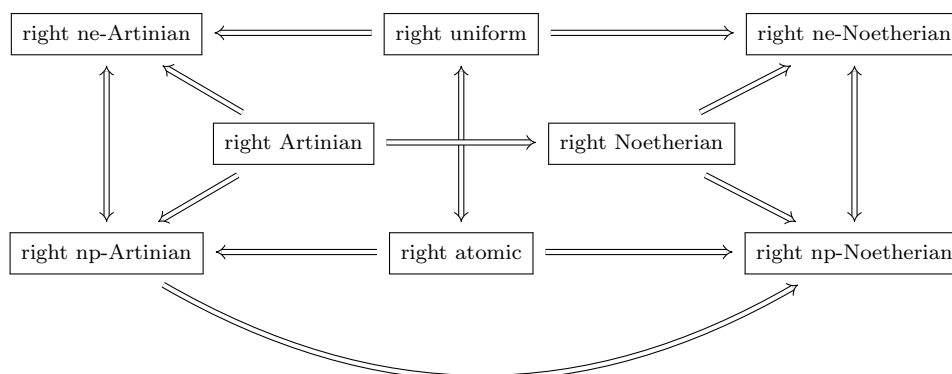 right ne-Artinian
right uniform
right ne-Noetherian
right Artinian
right Noetherian
right np-Artinian
right atomic
right np-Noetherian